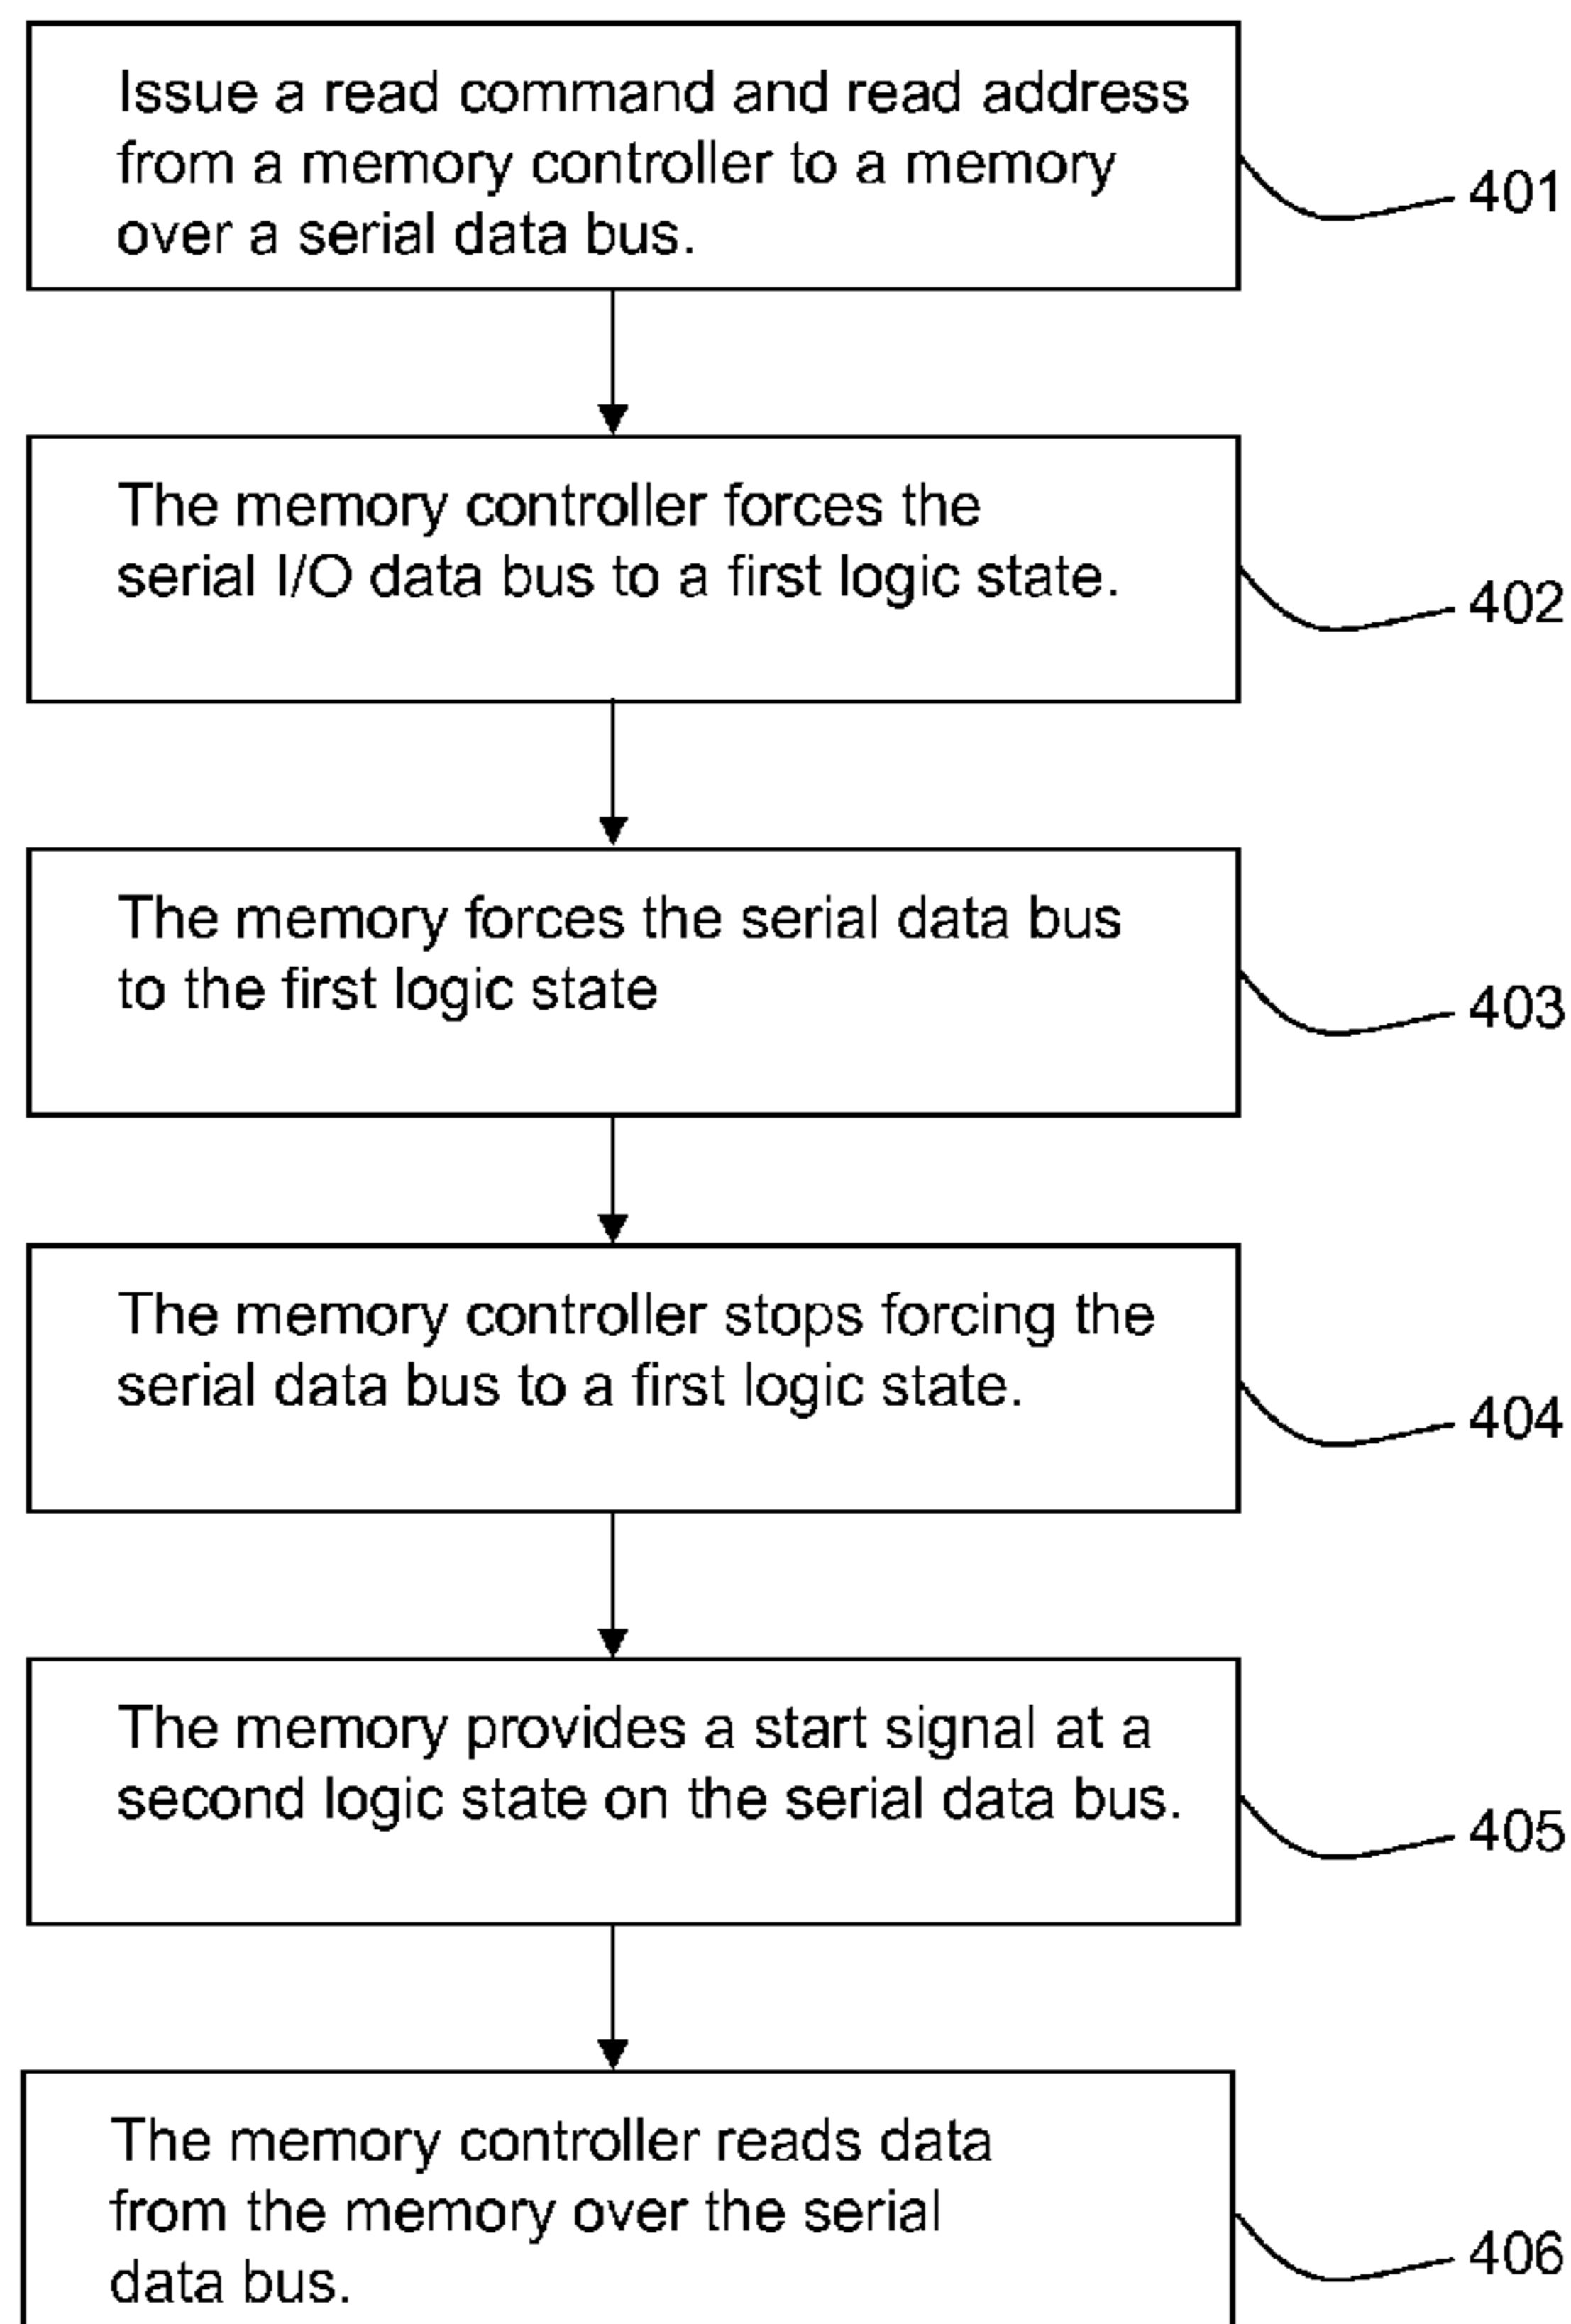 Issue a read command and read address
from a memory controller to a memory
over a serial data bus.
401
The memory controller forces the
serial I/O data bus to a first logic state.
402
The memory forces the serial data bus
to the first logic state
403
The memory controller stops forcing the
serial data bus to a first logic state.
404
The memory provides a start signal at a
second logic state on the serial data bus.
405
The memory controller reads data
from the memory over the serial
data bus.
406